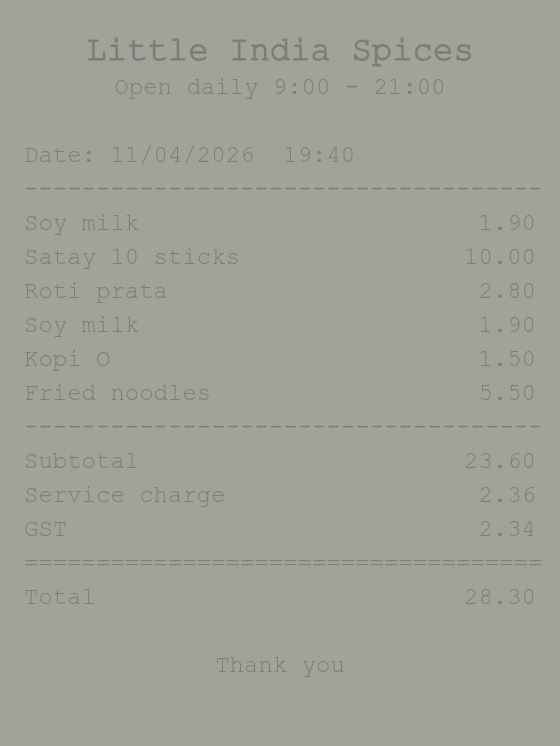 Little India Spices
Open daily 9:00 - 21:00
Date: 11/04/2026  19:40
------------------------------------
Soy milk 1.90
Satay 10 sticks 10.00
Roti prata 2.80
Soy milk 1.90
Kopi O 1.50
Fried noodles 5.50
------------------------------------
Subtotal 23.60
Service charge 2.36
GST 2.34
====================================
Total 28.30
Thank you